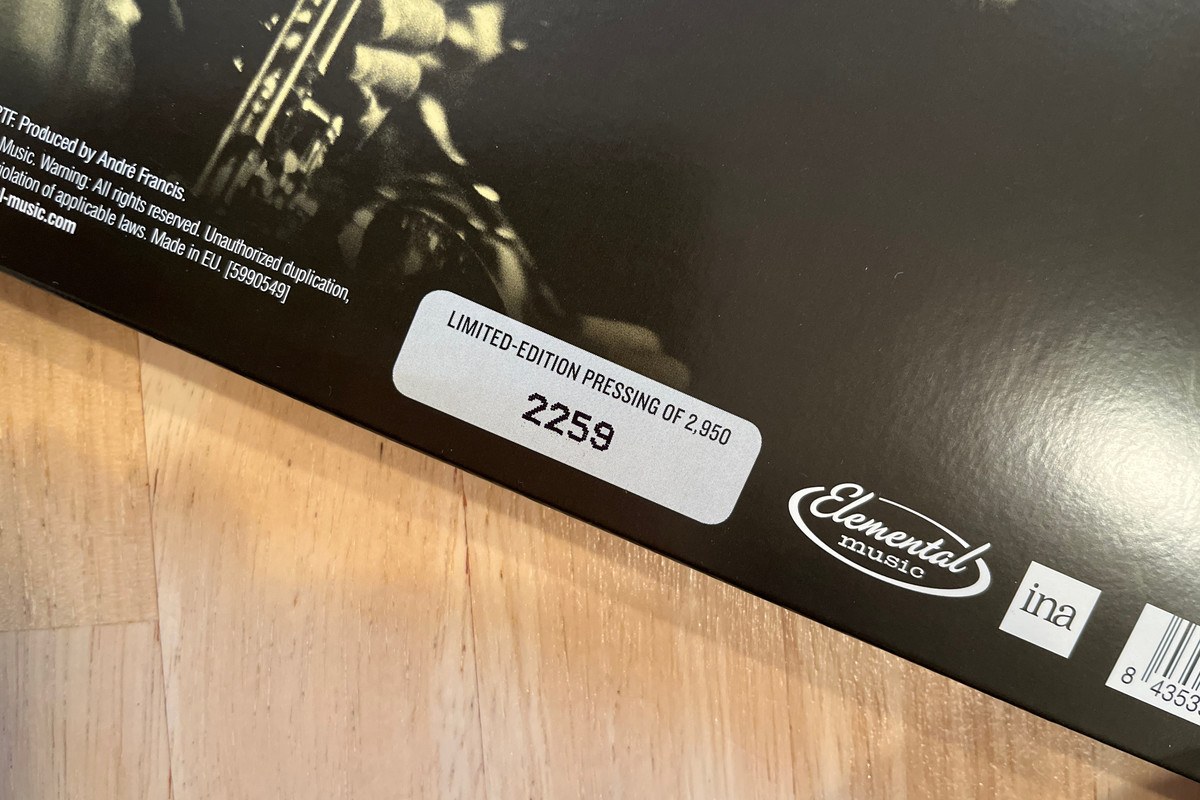 RTF. Produced by André Francis.
Music. Warning: All rights reserved. Unauthorized duplication,
violation of applicable laws. Made in EU. [5990549]
l-music.com
LIMITED-EDITION PRESSING OF 2,950
2259
Elemental
music
ina
8 43535